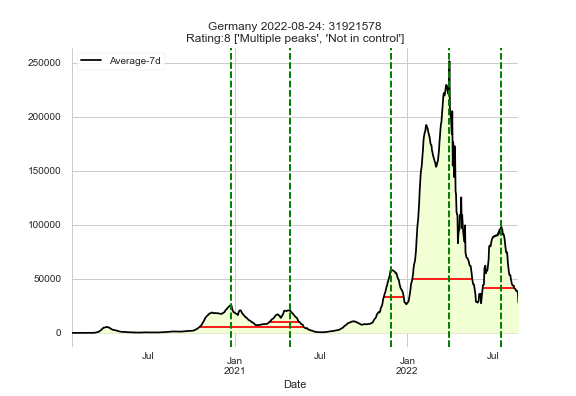 Germany 2022-08-24: 31921578
Rating:8 ['Multiple peaks', 'Not in control']
Average-7d
250000
200000
150000
100000
50000
0
Jul
Jan
2021
Jul
Jan
2022
Jul
Date